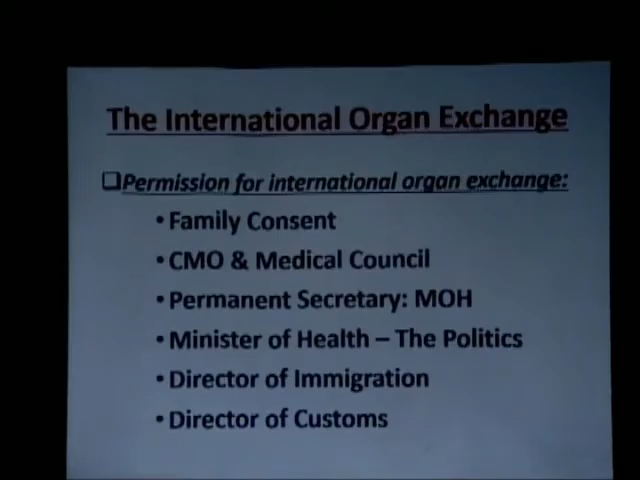 The International Organ Exchange
❑Permission for international organ exchange:
• Family Consent
• CMO & Medical Council
• Permanent Secretary: MOH
• Minister of Health – The Politics
• Director of Immigration
• Director of Customs